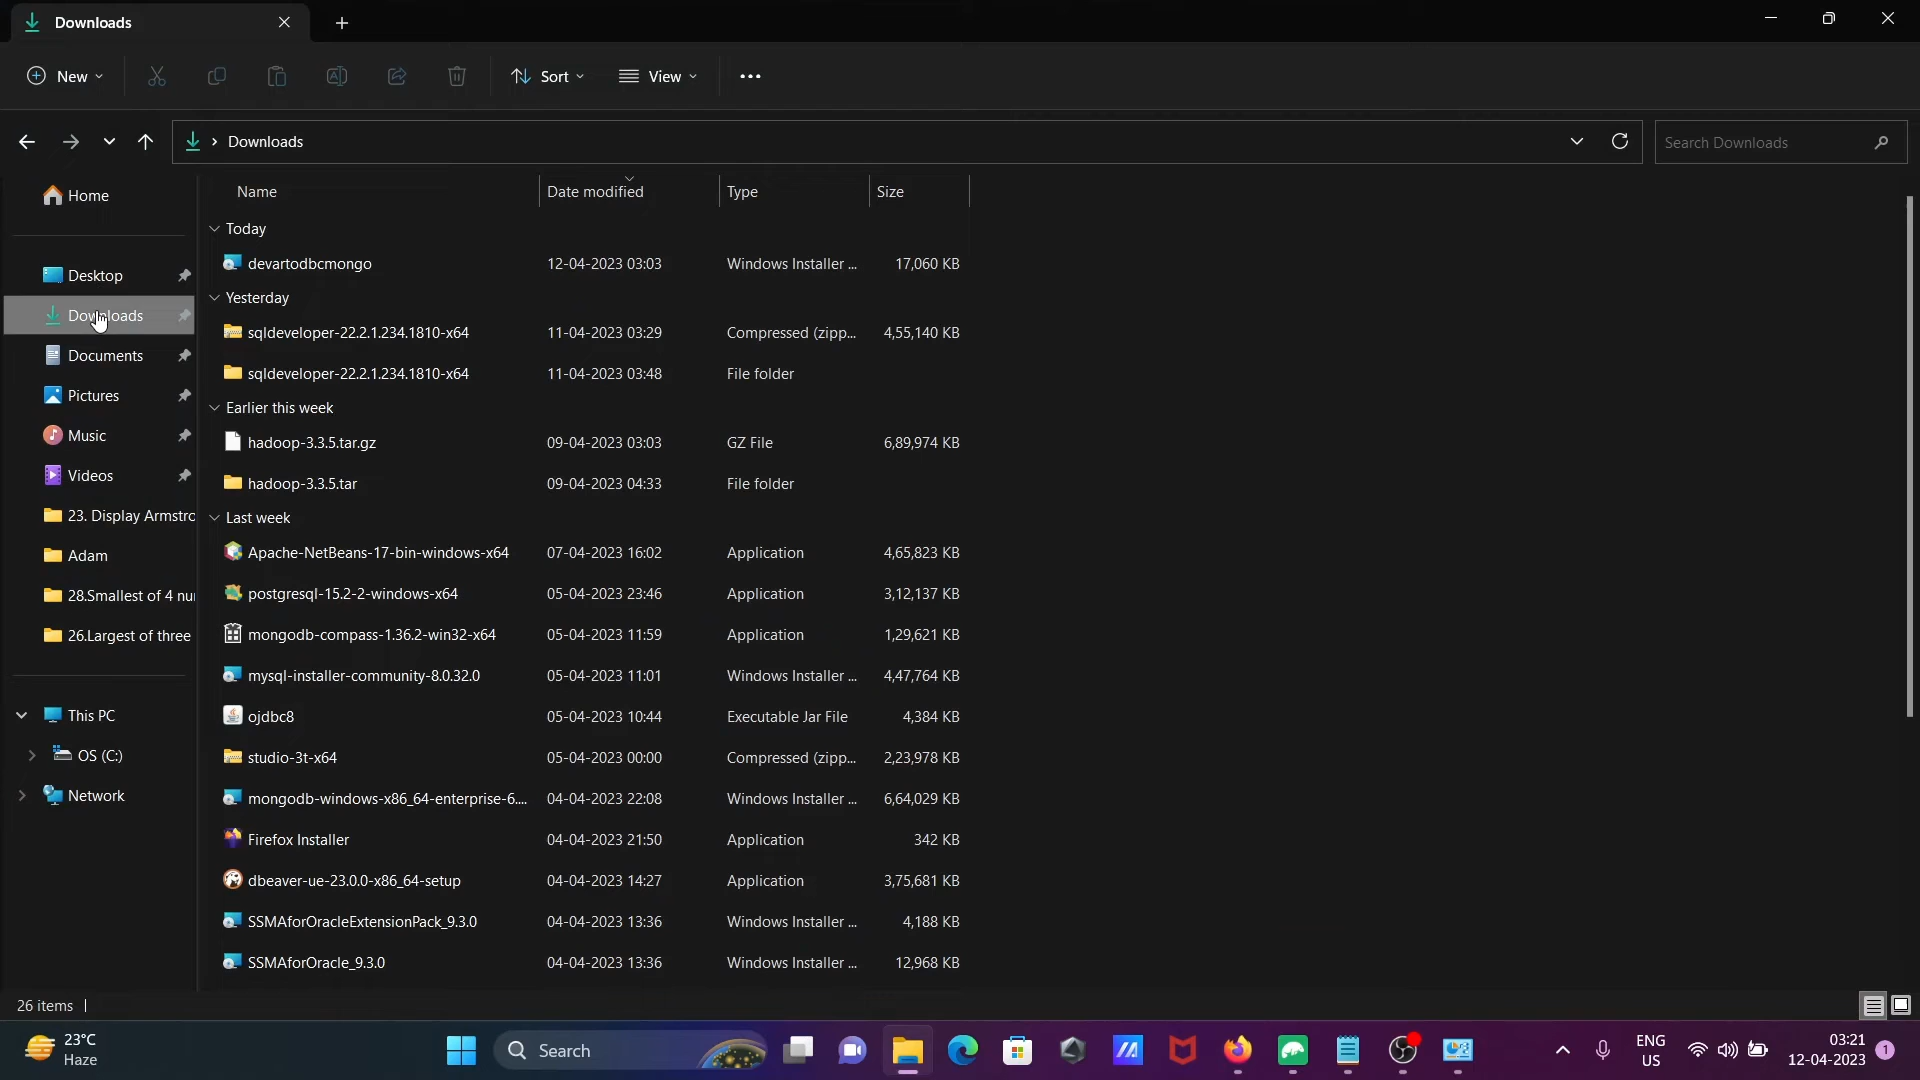 Downloads
New
Sort
View
Downloads
Search Downloads
Home
Desktop
Downloads
Documents
Pictures
Music
Videos
23. Display Armstro
Adam
28.Smallest of 4 nu
26.Largest of three
This PC
OS (C:)
Network
Name Date modified Type Size
Today
devartodbcmongo 12-04-2023 03:03 Windows Installer ... 17,060 KB
Yesterday
sqldeveloper-22.2.1.234.1810-x64 11-04-2023 03:29 Compressed (zipp... 4,55,140 KB
sqldeveloper-22.2.1.234.1810-x64 11-04-2023 03:48 File folder
Earlier this week
hadoop-3.3.5.tar.gz 09-04-2023 03:03 GZ File 6,89,974 KB
hadoop-3.3.5.tar 09-04-2023 04:33 File folder
Last week
Apache-NetBeans-17-bin-windows-x64 07-04-2023 16:02 Application 4,65,823 KB
postgresql-15.2-2-windows-x64 05-04-2023 23:46 Application 3,12,137 KB
mongodb-compass-1.36.2-win32-x64 05-04-2023 11:59 Application 1,29,621 KB
mysql-installer-community-8.0.32.0 05-04-2023 11:01 Windows Installer ... 4,47,764 KB
ojdbc8 05-04-2023 10:44 Executable Jar File 4,384 KB
studio-3t-x64 05-04-2023 00:00 Compressed (zipp... 2,23,978 KB
mongodb-windows-x86_64-enterprise-6.... 04-04-2023 22:08 Windows Installer ... 6,64,029 KB
Firefox Installer 04-04-2023 21:50 Application 342 KB
dbeaver-ue-23.0.0-x86_64-setup 04-04-2023 14:27 Application 3,75,681 KB
SSMAforOracleExtensionPack_9.3.0 04-04-2023 13:36 Windows Installer ... 4,188 KB
SSMAforOracle_9.3.0 04-04-2023 13:36 Windows Installer ... 12,968 KB
26 items
23°C
Haze
Search
ENG
US
03:21
12-04-2023
1